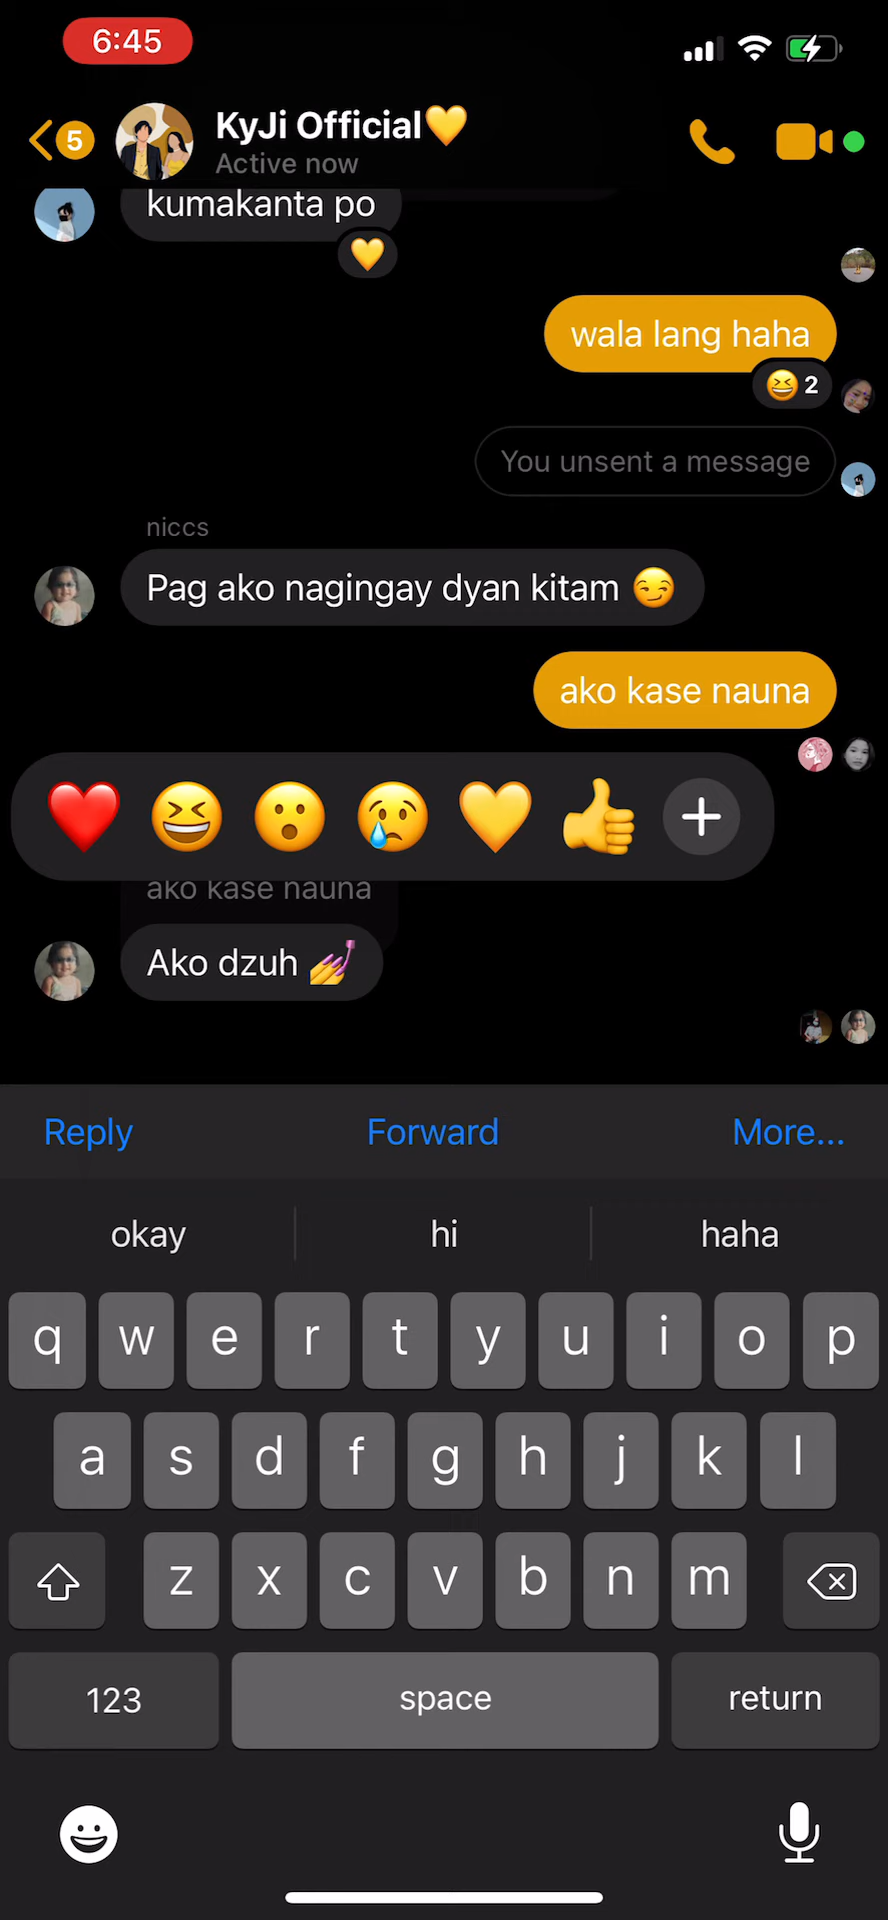 6:45
5
KyJi Official💛
Active now
kumakanta po
💛
wala lang haha
😆 2
You unsent a message
niccs
Pag ako nagingay dyan kitam 😏
ako kase nauna
❤️ 😆 😮 😢 💛 👍 +
ako kase nauna
Ako dzuh 💅
Reply Forward More...
okay hi haha
q w e r t y u i o p
a s d f g h j k l
z x c v b n m
123 space return